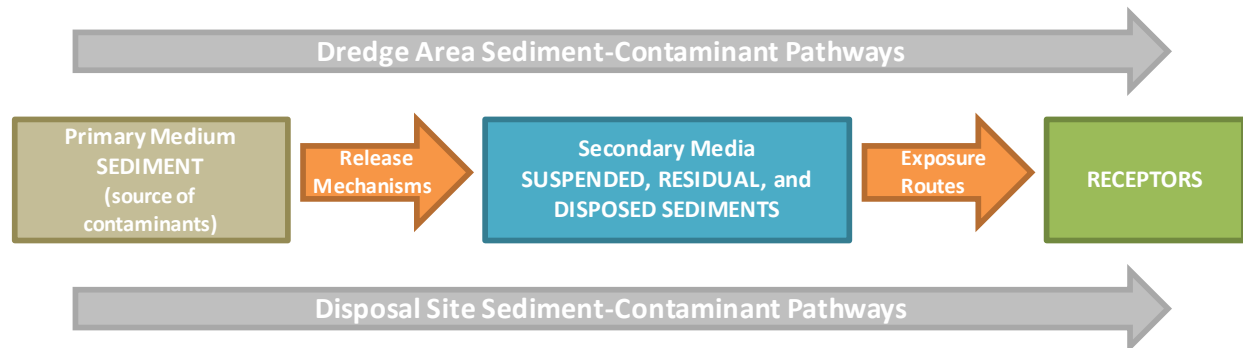 Dredge Area Sediment-Contaminant Pathways
Primary Medium
SEDIMENT
(source of
contaminants)
Release
Mechanisms
Secondary Media
SUSPENDED, RESIDUAL, and
DISPOSED SEDIMENTS
Exposure
Routes
RECEPTORS
Disposal Site Sediment-Contaminant Pathways